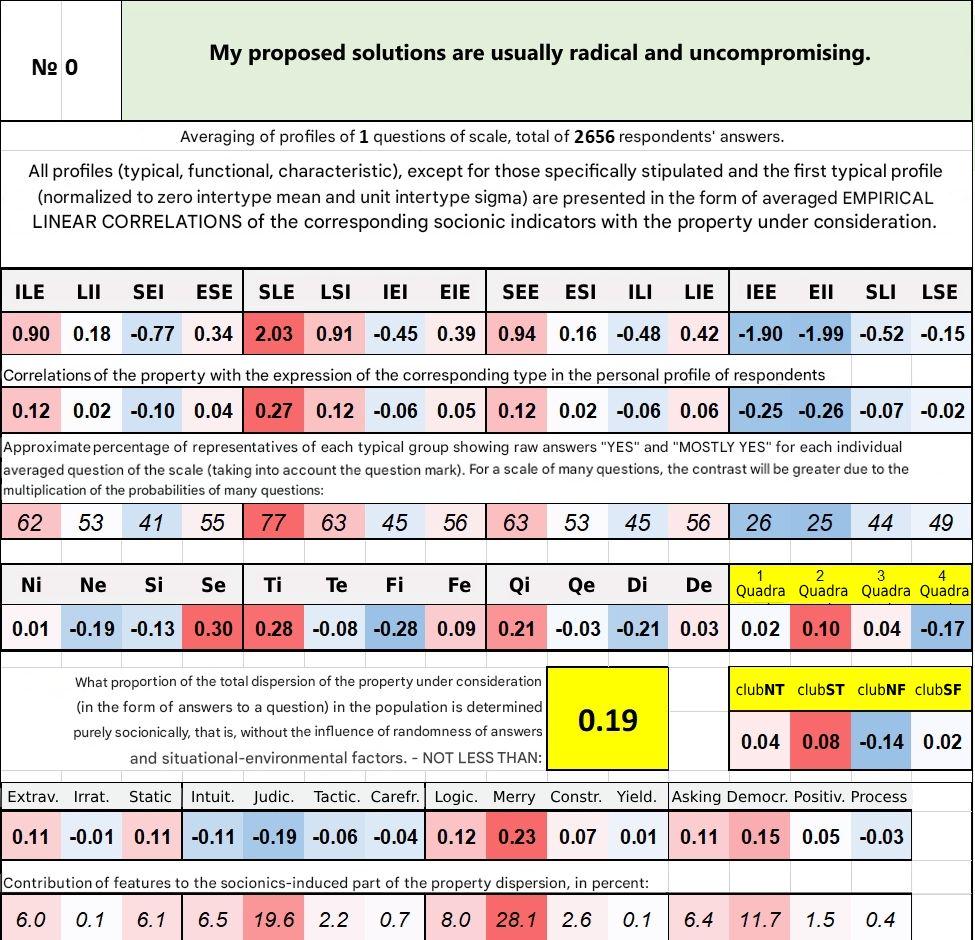 № 0
My proposed solutions are usually radical and uncompromising.
Averaging of profiles of 1 questions of scale, total of 2656 respondents' answers.
All profiles (typical, functional, characteristic), except for those specifically stipulated and the first typical profile
(normalized to zero intertype mean and unit intertype sigma) are presented in the form of averaged EMPIRICAL
LINEAR CORRELATIONS of the corresponding socionic indicators with the property under consideration.
ILE LII SEI ESE SLE LSI IEI EIE SEE ESI ILI LIE IEE EII SLI LSE
0.90 0.18 -0.77 0.34 2.03 0.91 -0.45 0.39 0.94 0.16 -0.48 0.42 -1.90 -1.99 -0.52 -0.15
Correlations of the property with the expression of the corresponding type in the personal profile of respondents
0.12 0.02 -0.10 0.04 0.27 0.12 -0.06 0.05 0.12 0.02 -0.06 0.06 -0.25 -0.26 -0.07 -0.02
Approximate percentage of representatives of each typical group showing raw answers "YES" and "MOSTLY YES" for each individual
averaged question of the scale (taking into account the question mark). For a scale of many questions, the contrast will be greater due to the
multiplication of the probabilities of many questions:
62 53 41 55 77 63 45 56 63 53 45 56 26 25 44 49
Ni Ne Si Se Ti Te Fi Fe Qi Qe Di De 1 Quadra 2 Quadra 3 Quadra 4 Quadra
0.01 -0.19 -0.13 0.30 0.28 -0.08 -0.28 0.09 0.21 -0.03 -0.21 0.03 0.02 0.10 0.04 -0.17
What proportion of the total dispersion of the property under consideration
(in the form of answers to a question) in the population is determined
purely socionically, that is, without the influence of randomness of answers
and situational-environmental factors. - NOT LESS THAN:
0.19
clubNT clubST clubNF clubSF
0.04 0.08 -0.14 0.02
Extrav. Irrat. Static Intuit. Judic. Tactic. Carefr. Logic. Merry Constr. Yield. Asking Democr. Positiv. Process
0.11 -0.01 0.11 -0.11 -0.19 -0.06 -0.04 0.12 0.23 0.07 0.01 0.11 0.15 0.05 -0.03
Contribution of features to the socionics-induced part of the property dispersion, in percent:
6.0 0.1 6.1 6.5 19.6 2.2 0.7 8.0 28.1 2.6 0.1 6.4 11.7 1.5 0.4